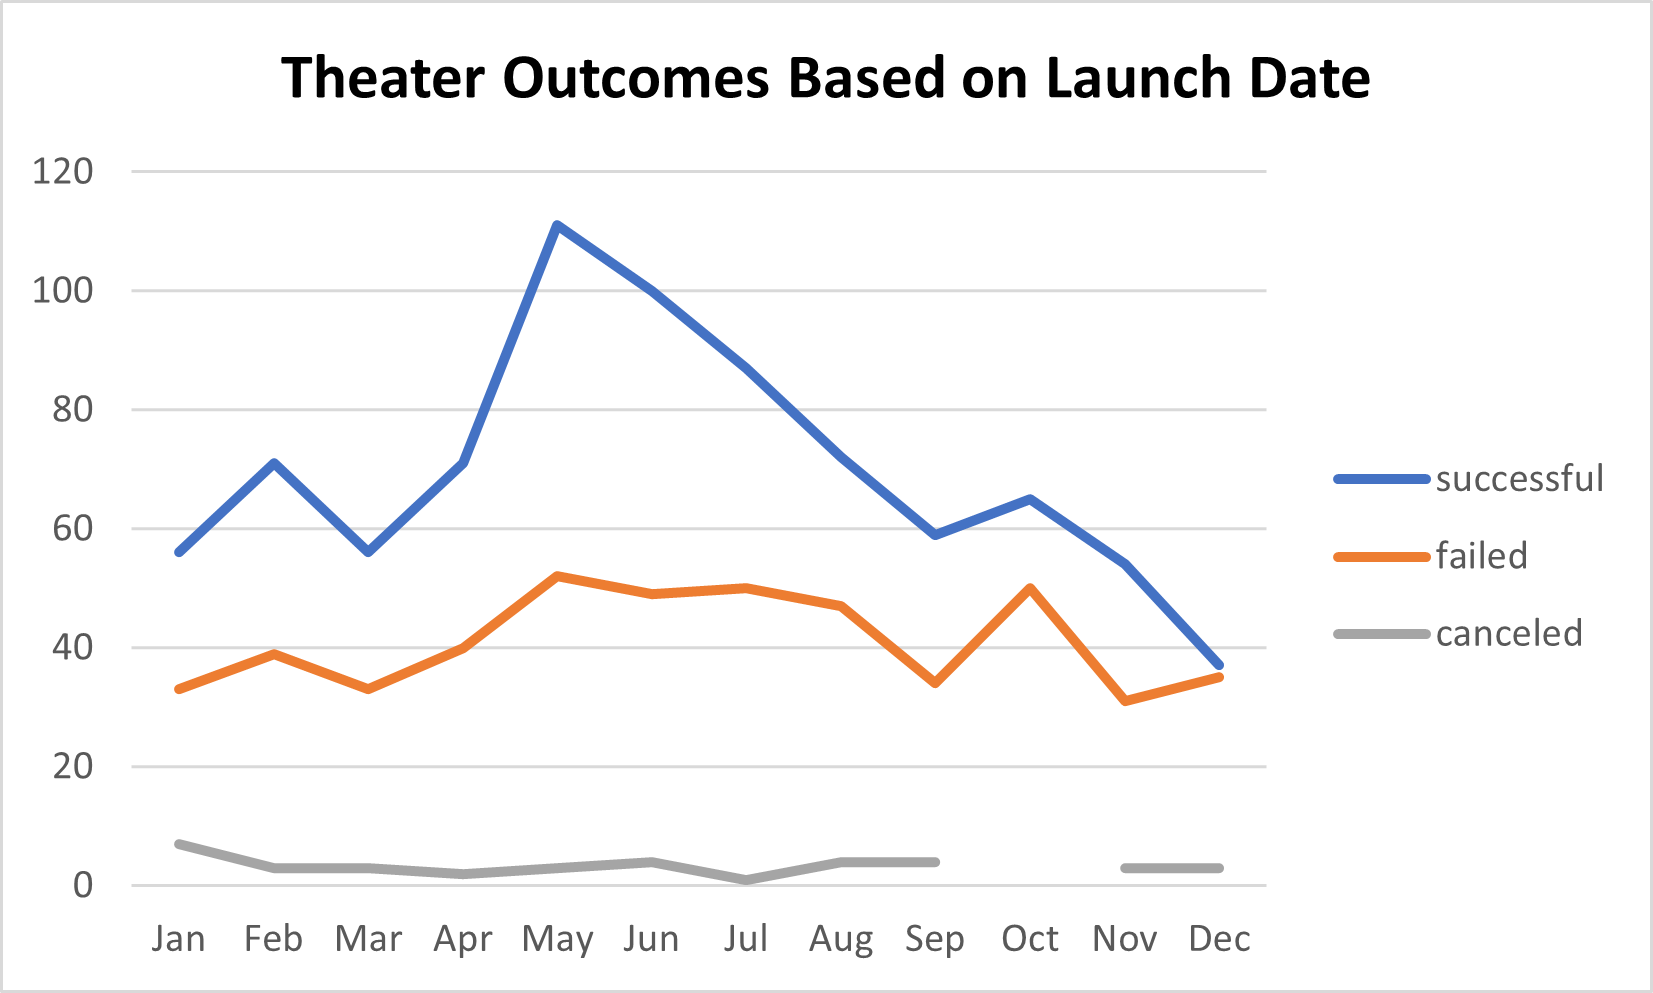 Theater Outcomes Based on Launch Date
120
100
80
60
40
20
0
Jan Feb Mar Apr May Jun Jul Aug Sep Oct Nov Dec
successful
failed
canceled